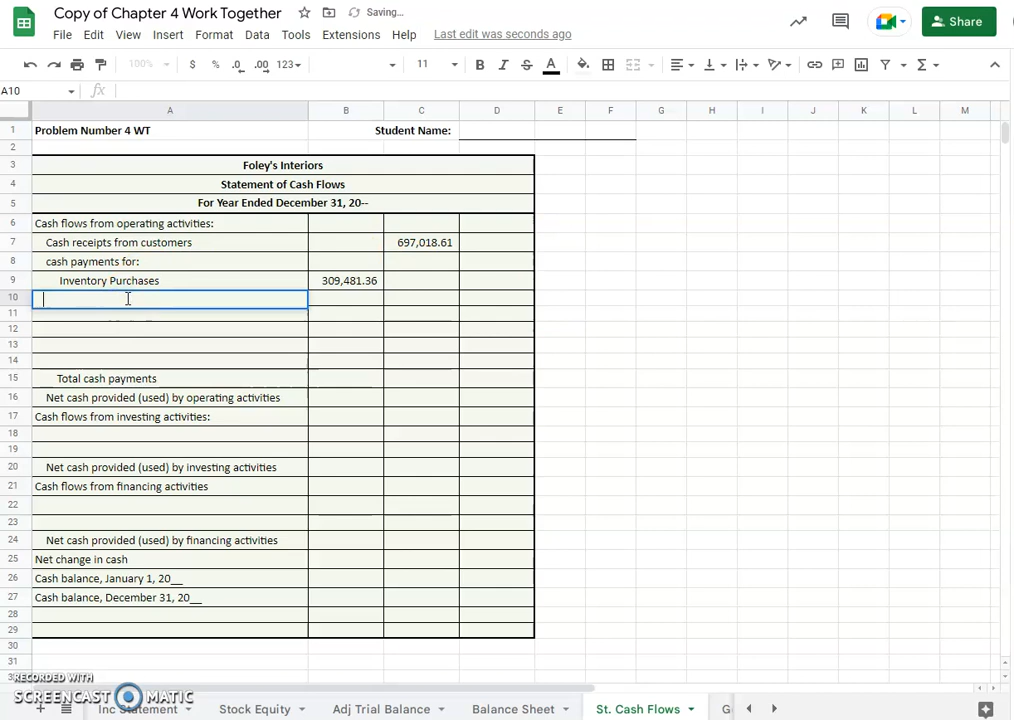 Copy of Chapter 4 Work Together
Saving...
File Edit View Insert Format Data Tools Extensions Help Last edit was seconds ago
Share
100% $ % .0 .00 123 11 B I S A
A10 fx
A B C D E F G H I J K L M
1 Problem Number 4 WT Student Name:
2
3 Foley's Interiors
4 Statement of Cash Flows
5 For Year Ended December 31, 20--
6 Cash flows from operating activities:
7 Cash receipts from customers 697,018.61
8 cash payments for:
9 Inventory Purchases 309,481.36
10
11
12
13
14
15 Total cash payments
16 Net cash provided (used) by operating activities
17 Cash flows from investing activities:
18
19
20 Net cash provided (used) by investing activities
21 Cash flows from financing activities
22
23
24 Net cash provided (used) by financing activities
25 Net change in cash
26 Cash balance, January 1, 20__
27 Cash balance, December 31, 20__
28
29
30
31
RECORDED WITH
SCREENCAST MATIC
Inc Statement Stock Equity Adj Trial Balance Balance Sheet St. Cash Flows